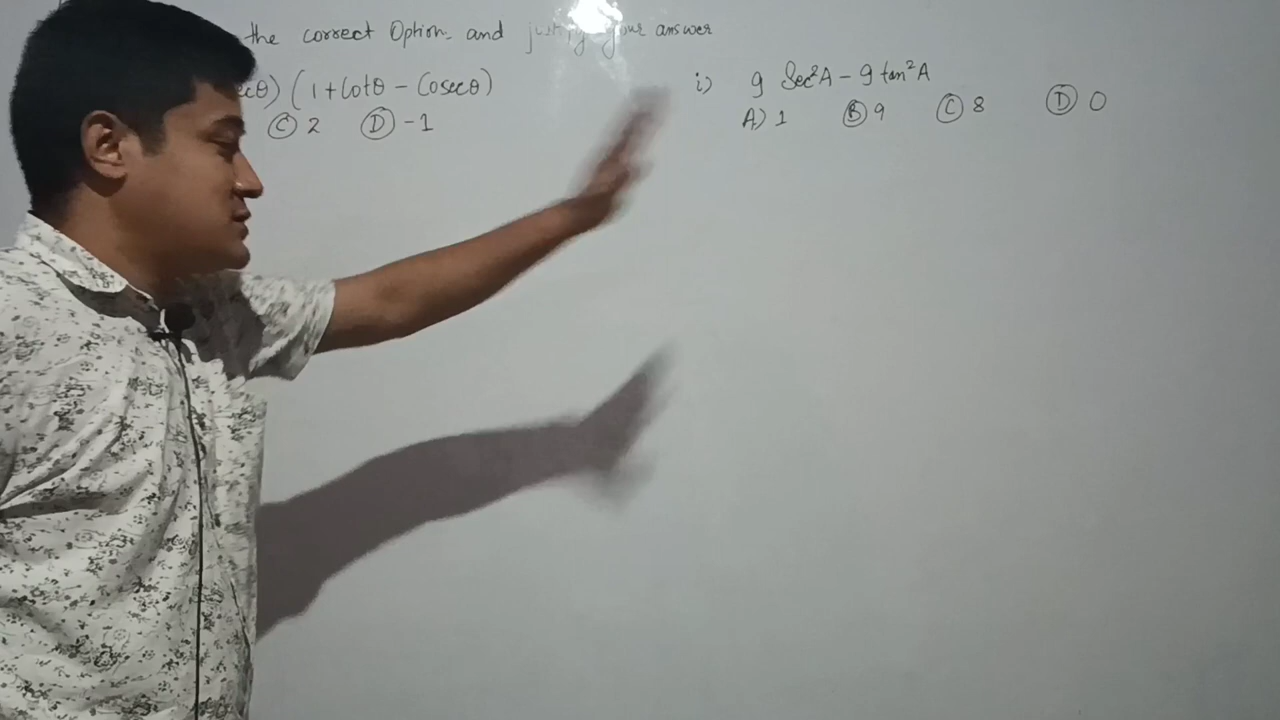 the correct Option and justify your answer
secθ) (1 + Cotθ - Cosecθ)
Ⓒ 2 Ⓓ -1
i) 9 Sec²A - 9 tan²A
A) 1 Ⓑ 9 Ⓒ 8 Ⓓ 0